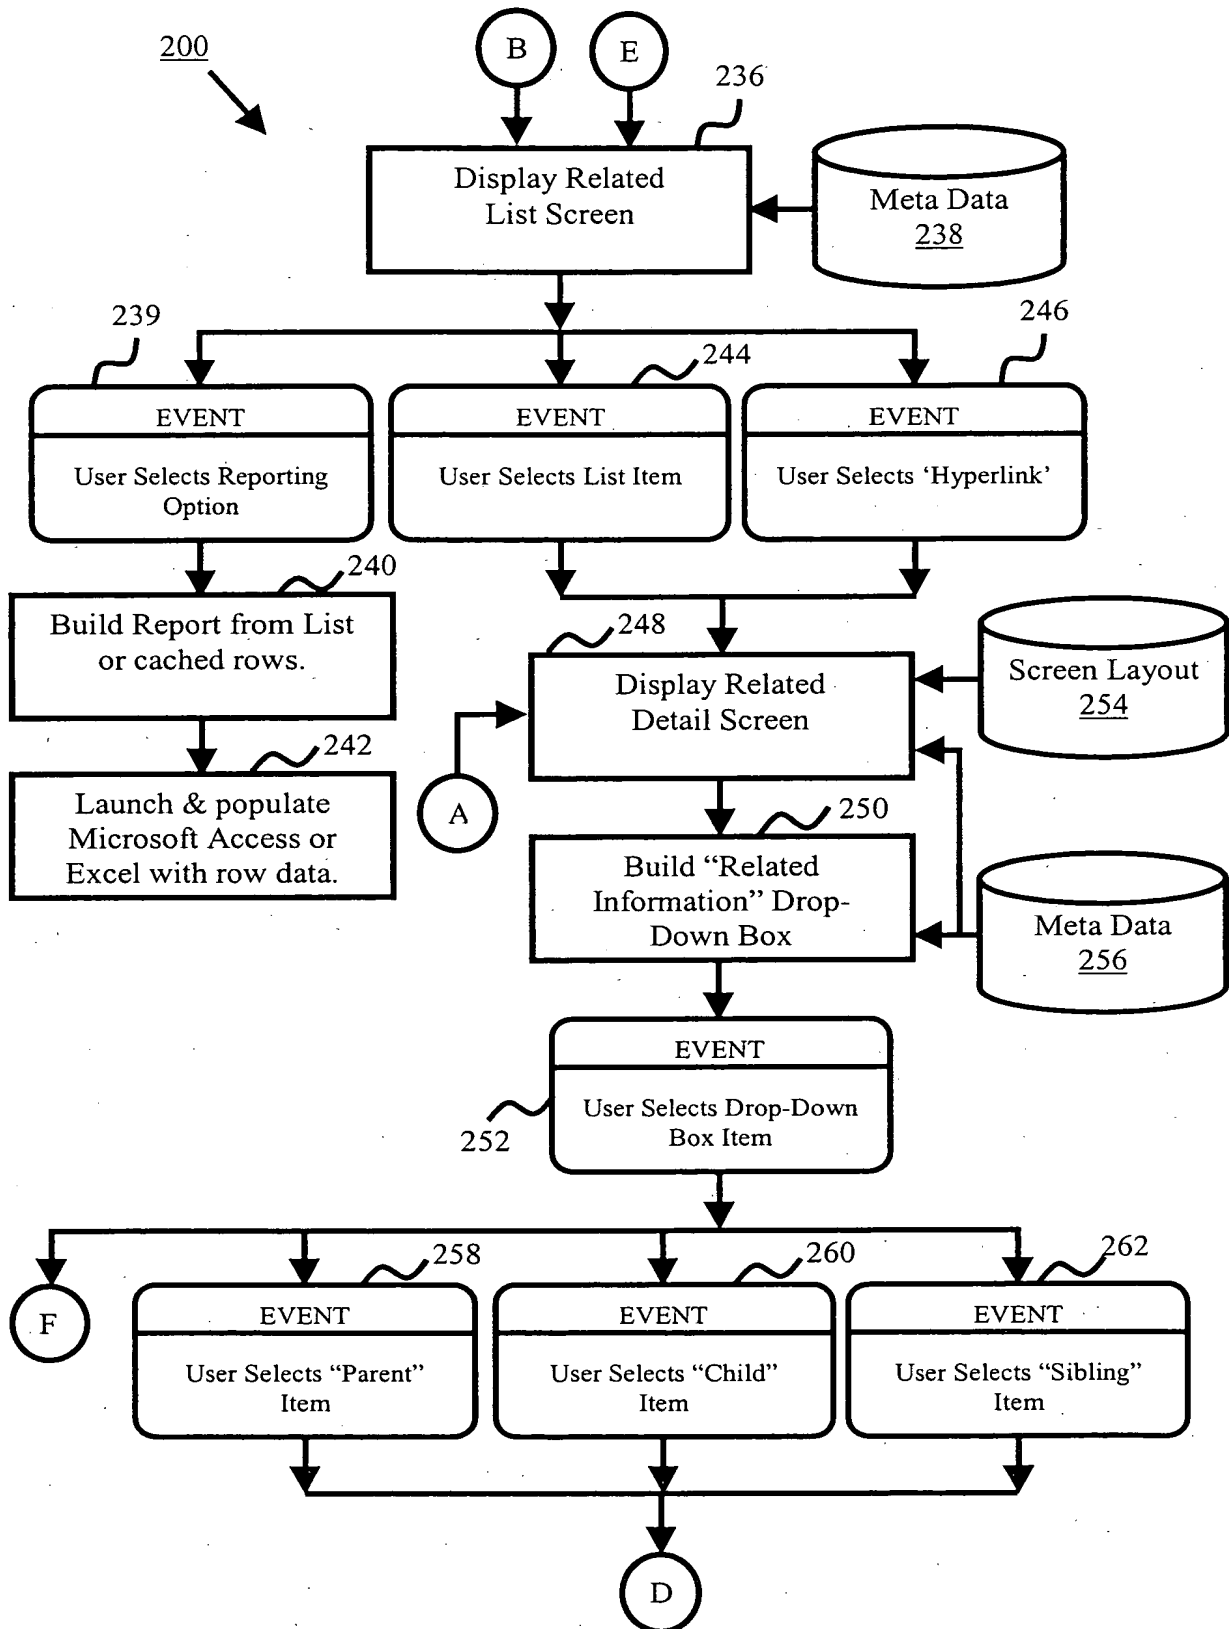 200
B
E
236
Display Related
List Screen
Meta Data
238
239
244
246
EVENT
User Selects Reporting
Option
EVENT
User Selects List Item
EVENT
User Selects ‘Hyperlink’
240
Build Report from List
or cached rows.
248
Display Related
Detail Screen
Screen Layout
254
242
Launch & populate
Microsoft Access or
Excel with row data.
A
250
Build “Related
Information” Drop-
Down Box
Meta Data
256
EVENT
User Selects Drop-Down
Box Item
252
F
258
260
262
EVENT
User Selects “Parent”
Item
EVENT
User Selects “Child”
Item
EVENT
User Selects “Sibling”
Item
D